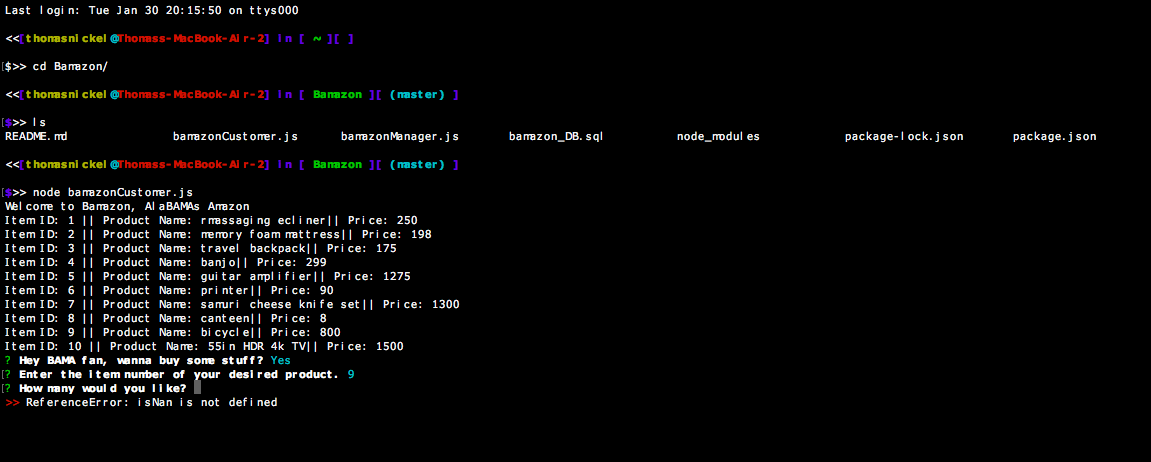 Last login: Tue Jan 30 20:15:50 on ttys000
<<[thomasnickel@Thomass-MacBook-Air-2] in [ ~ ][ ]
[$>> cd Bamazon/
<<[thomasnickel@Thomass-MacBook-Air-2] in [ Bamazon ][ (master) ]
[$>> ls
README.md bamazonCustomer.js bamazonManager.js bamazon_DB.sql node_modules package-lock.json package.json
<<[thomasnickel@Thomass-MacBook-Air-2] in [ Bamazon ][ (master) ]
[$>> node bamazonCustomer.js
Welcome to Bamazon, AlaBAMAs Amazon
Item ID: 1 || Product Name: rmassaging ecliner|| Price: 250
Item ID: 2 || Product Name: memory foam mattress|| Price: 198
Item ID: 3 || Product Name: travel backpack|| Price: 175
Item ID: 4 || Product Name: banjo|| Price: 299
Item ID: 5 || Product Name: guitar amplifier|| Price: 1275
Item ID: 6 || Product Name: printer|| Price: 90
Item ID: 7 || Product Name: samuri cheese knife set|| Price: 1300
Item ID: 8 || Product Name: canteen|| Price: 8
Item ID: 9 || Product Name: bicycle|| Price: 800
Item ID: 10 || Product Name: 55in HDR 4k TV|| Price: 1500
? Hey BAMA fan, wanna buy some stuff? Yes
[? Enter the item number of your desired product. 9
[? How many would you like?
>> ReferenceError: isNan is not defined